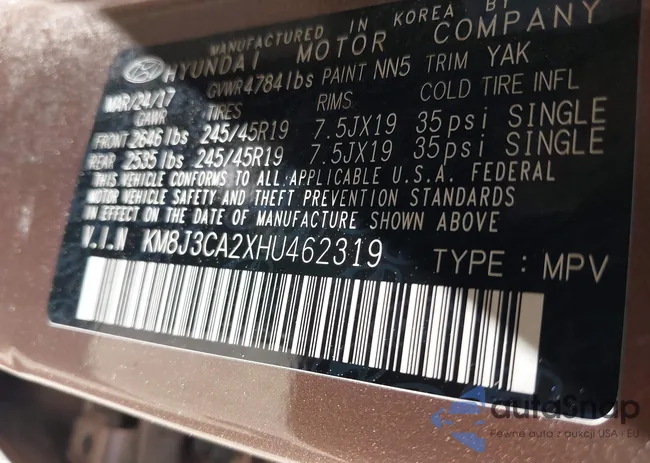 MANUFACTURED IN KOREA BY
HYUNDAI MOTOR COMPANY
MAR/24/17 GVWR 4784 lbs PAINT NN5 TRIM YAK
GAWR TIRES RIMS COLD TIRE INFL
FRONT 2646 lbs 245/45R19 7.5JX19 35psi SINGLE
REAR 2535 lbs 245/45R19 7.5JX19 35psi SINGLE
THIS VEHICLE CONFORMS TO ALL APPLICABLE U.S.A. FEDERAL
MOTOR VEHICLE SAFETY AND THEFT PREVENTION STANDARDS
IN EFFECT ON THE DATE OF MANUFACTURE SHOWN ABOVE
V.I.N KM8J3CA2XHU462319 TYPE : MPV
autoSnap
Pewne auta z aukcji USA i EU